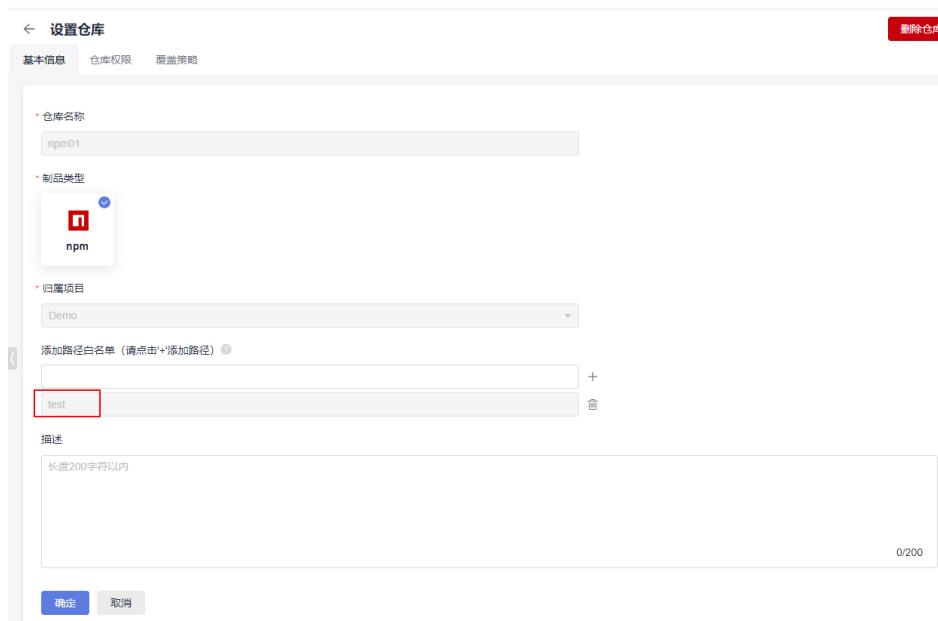 ← 设置仓库
删除仓库
基本信息 仓库权限 覆盖策略
* 仓库名称
npm01
* 制品类型
npm
* 归属项目
Demo
添加路径白名单（请点击'+'添加路径） ?
+
test
描述
长度200字符以内
0/200
确定 取消